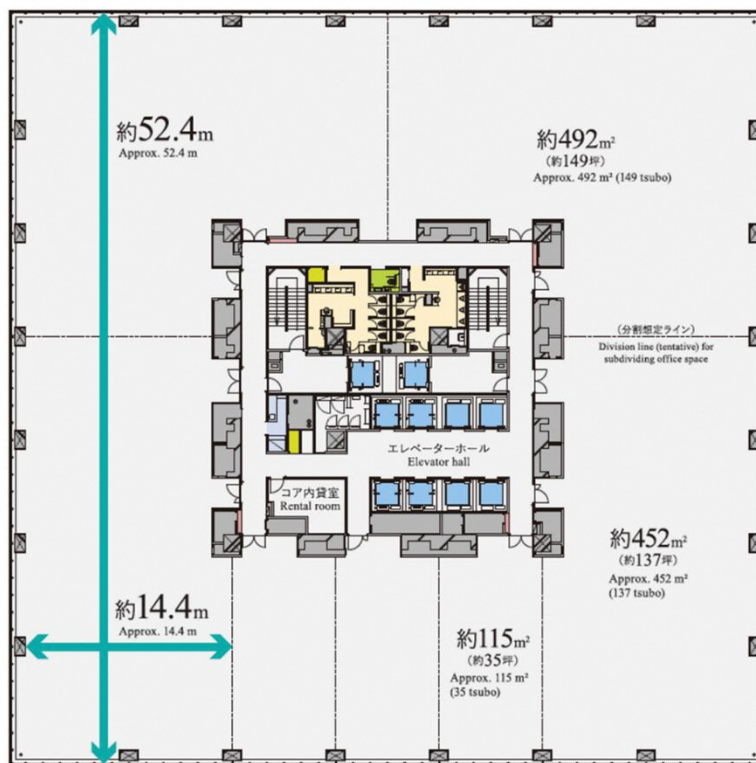 約52.4m
Approx. 52.4 m
約492m²
(約149坪)
Approx. 492 m² (149 tsubo)
(分割想定ライン)
Division line (tentative) for
subdividing office space
エレベーターホール
Elevator hall
コア内貸室
Rental room
約452m²
(約137坪)
Approx. 452 m²
(137 tsubo)
約14.4m
Approx. 14.4 m
約115m²
(約35坪)
Approx. 115 m²
(35 tsubo)